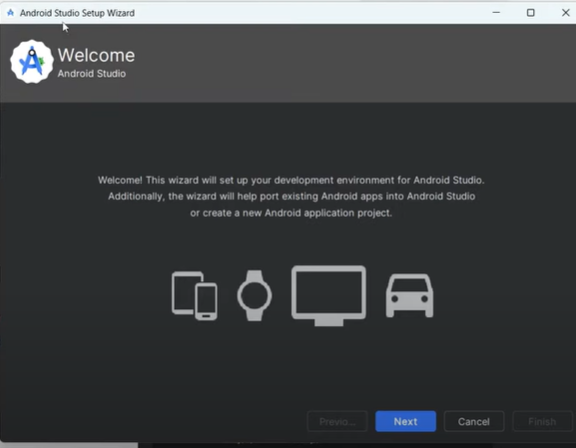 Android Studio Setup Wizard
Welcome
Android Studio
Welcome! This wizard will set up your development environment for Android Studio.
Additionally, the wizard will help port existing Android apps into Android Studio
or create a new Android application project.
Previo...
Next
Cancel
Finish